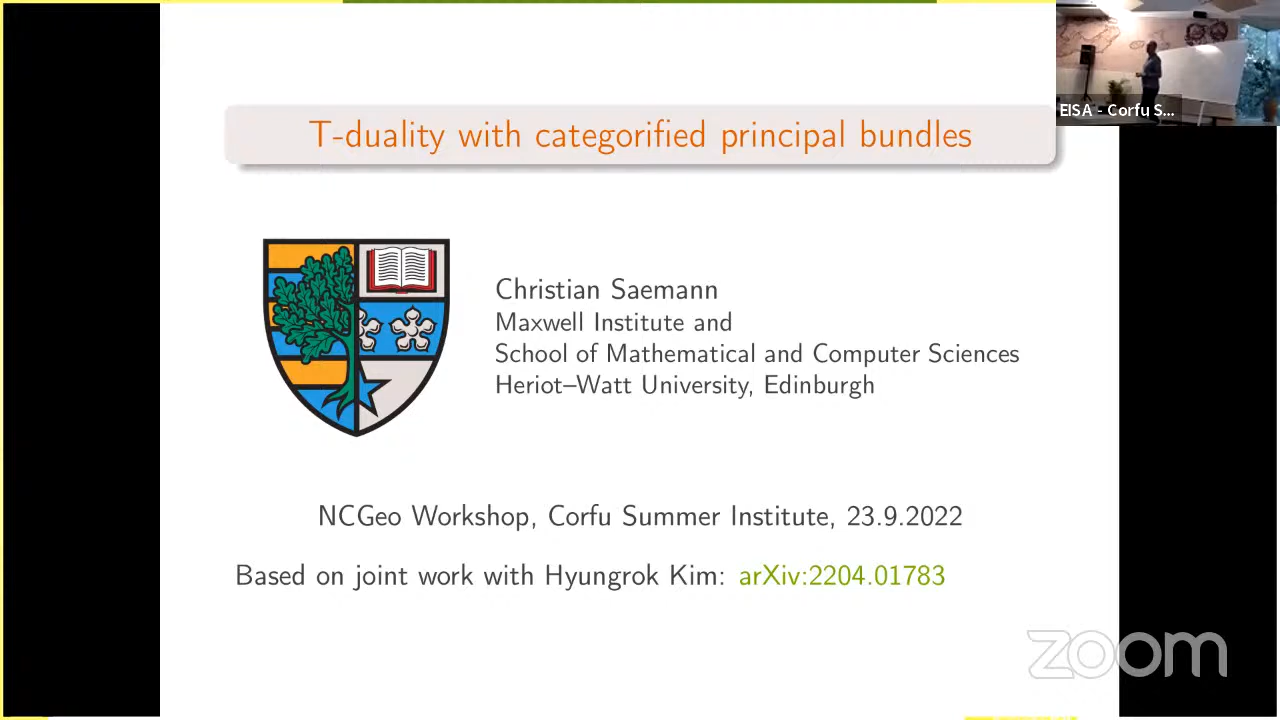 T-duality with categorified principal bundles
EISA - Corfu S...
Christian Saemann
Maxwell Institute and
School of Mathematical and Computer Sciences
Heriot–Watt University, Edinburgh
NCGeo Workshop, Corfu Summer Institute, 23.9.2022
Based on joint work with Hyungrok Kim: arXiv:2204.01783
zoom